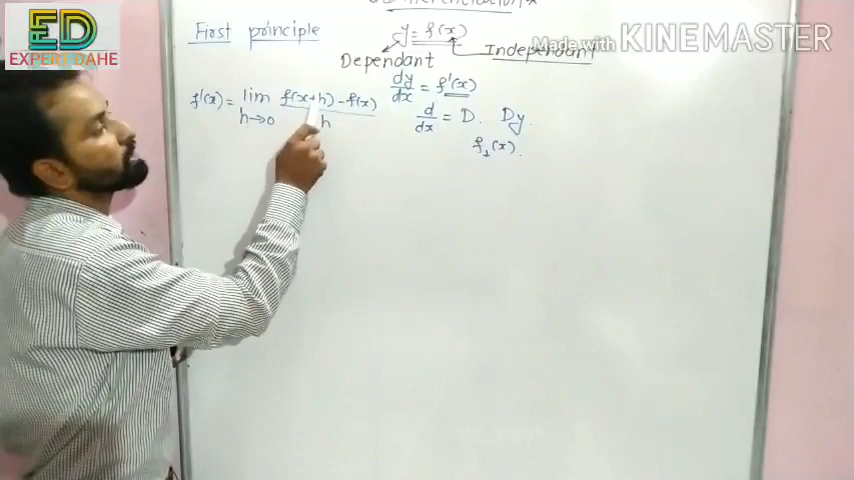 ED
EXPERT DAHE
Made with KINEMASTER
First principle
y = f(x)
Dependant
Independant
dy/dx = f'(x)
f'(x) = lim h→0 f(x+h) - f(x) / h
d/dx = D. Dy.
f₁(x).